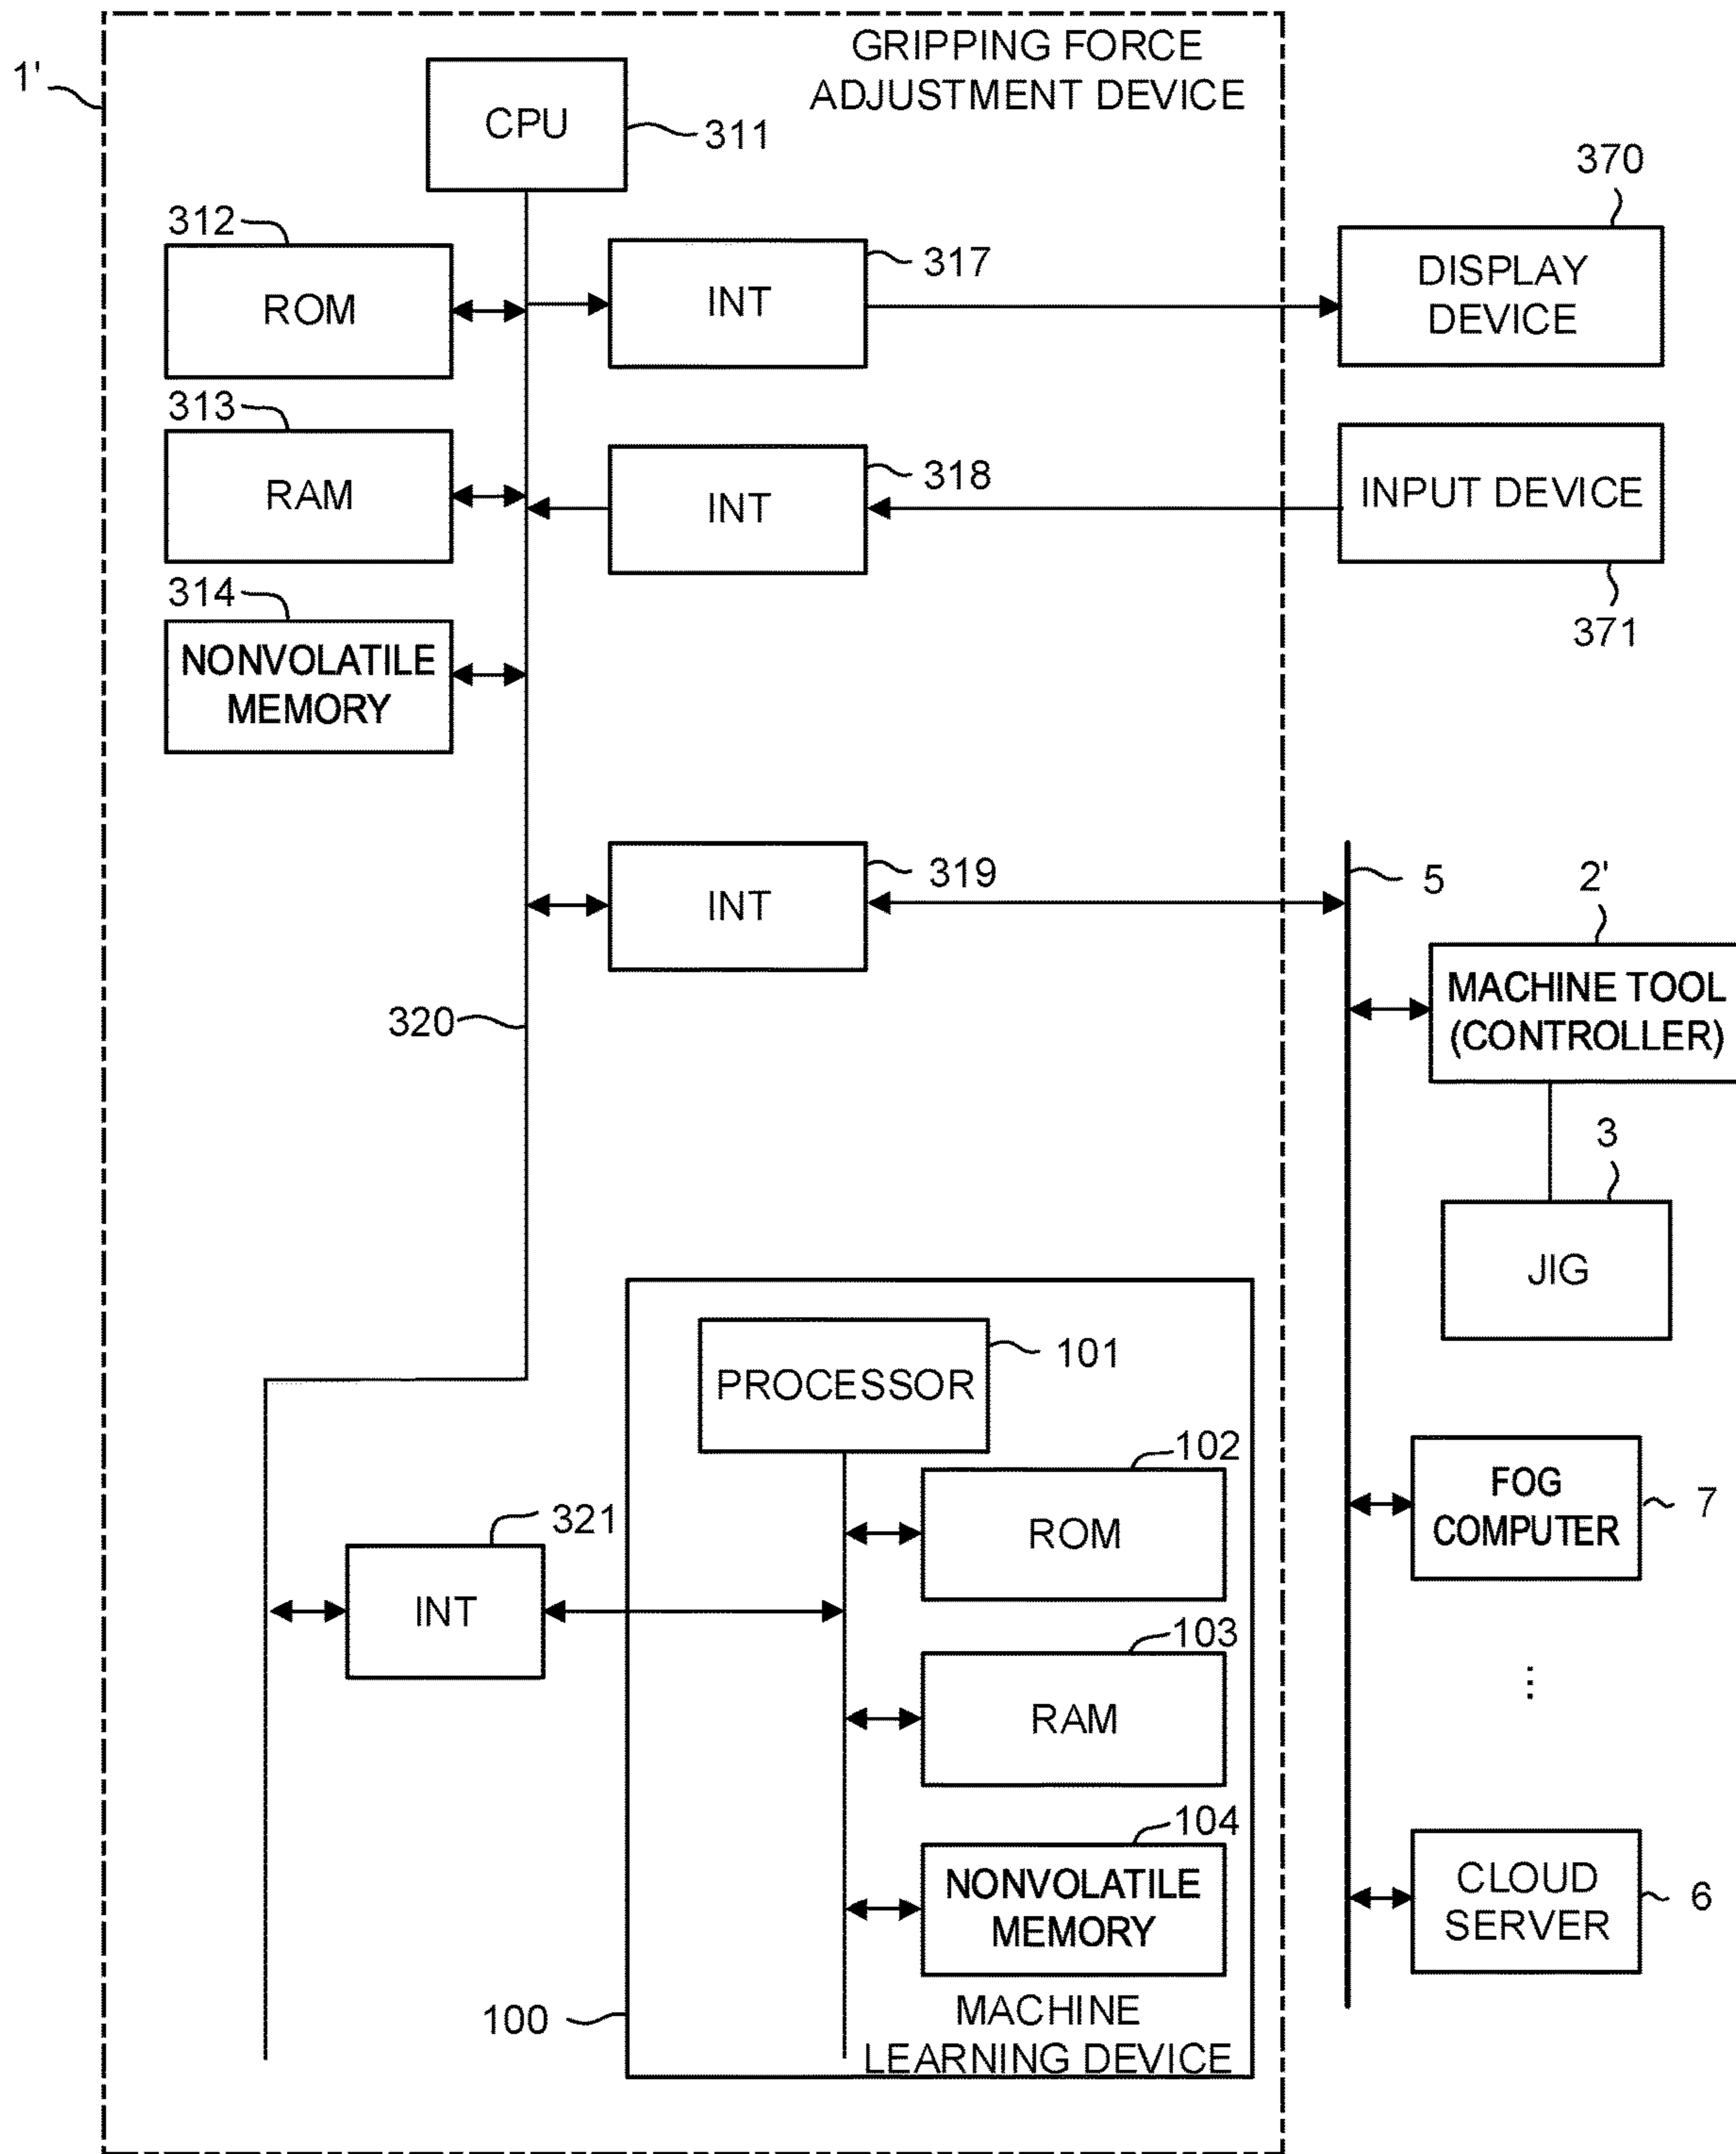 GRIPPING FORCE
ADJUSTMENT DEVICE
1'
CPU
311
370
312
ROM
INT
317
DISPLAY
DEVICE
313
RAM
INT
318
INPUT DEVICE
371
314
NONVOLATILE
MEMORY
INT
319
5
2'
MACHINE TOOL
(CONTROLLER)
320
3
JIG
PROCESSOR
101
102
ROM
FOG
COMPUTER
7
321
INT
103
RAM
⋮
104
NONVOLATILE
MEMORY
CLOUD
SERVER
6
100
MACHINE
LEARNING DEVICE